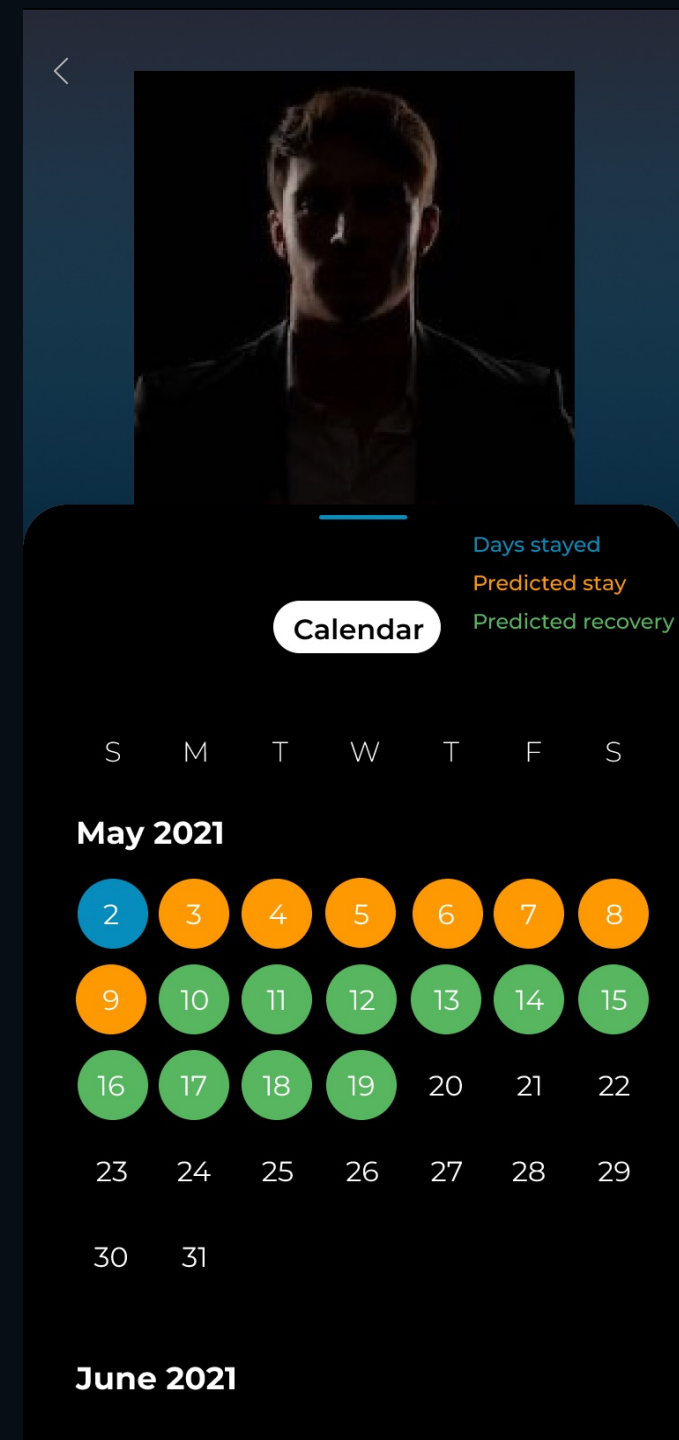 Days stayed
Predicted stay
Predicted recovery
Calendar
S M T W T F S
May 2021
2 3 4 5 6 7 8
9 10 11 12 13 14 15
16 17 18 19 20 21 22
23 24 25 26 27 28 29
30 31
June 2021